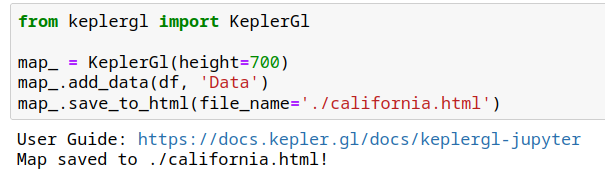 from keplergl import KeplerGl
map_ = KeplerGl(height=700)
map_.add_data(df, 'Data')
map_.save_to_html(file_name='./california.html')
User Guide: https://docs.kepler.gl/docs/keplergl-jupyter
Map saved to ./california.html!